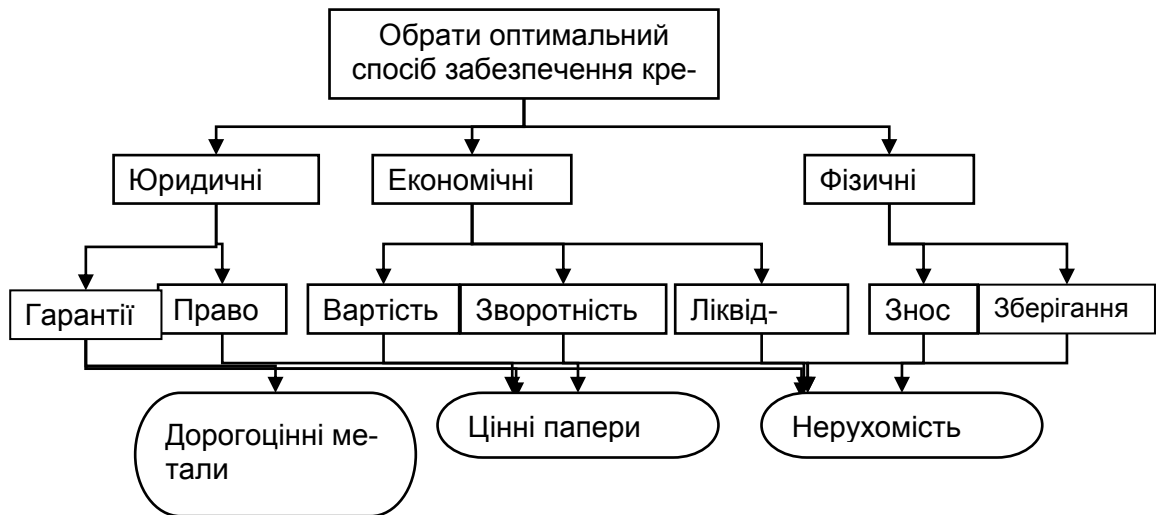 Обрати оптимальний
спосіб забезпечення кре-
Юридичні
Економічні
Фізичні
Гарантії
Право
Вартість
Зворотність
Ліквід-
Знос
Зберігання
Дорогоцінні ме-
тали
Цінні папери
Нерухомість